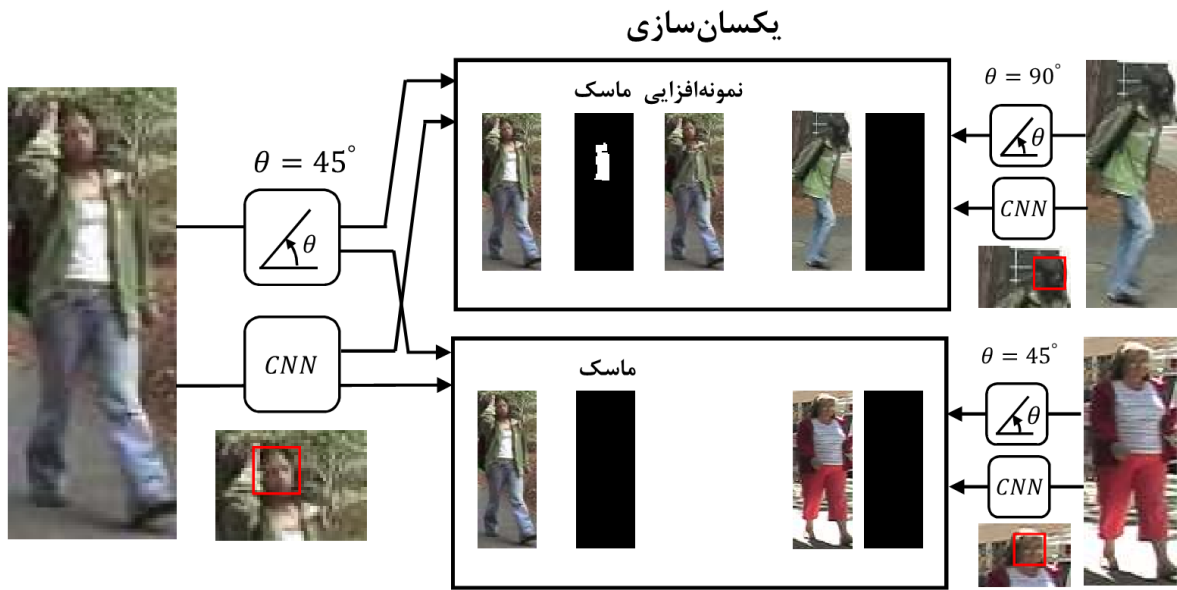 یکسان‌سازی
ماسک نمونه‌افزایی
θ = 90°
θ
CNN
θ = 45°
θ
CNN
ماسک
θ = 45°
θ
CNN